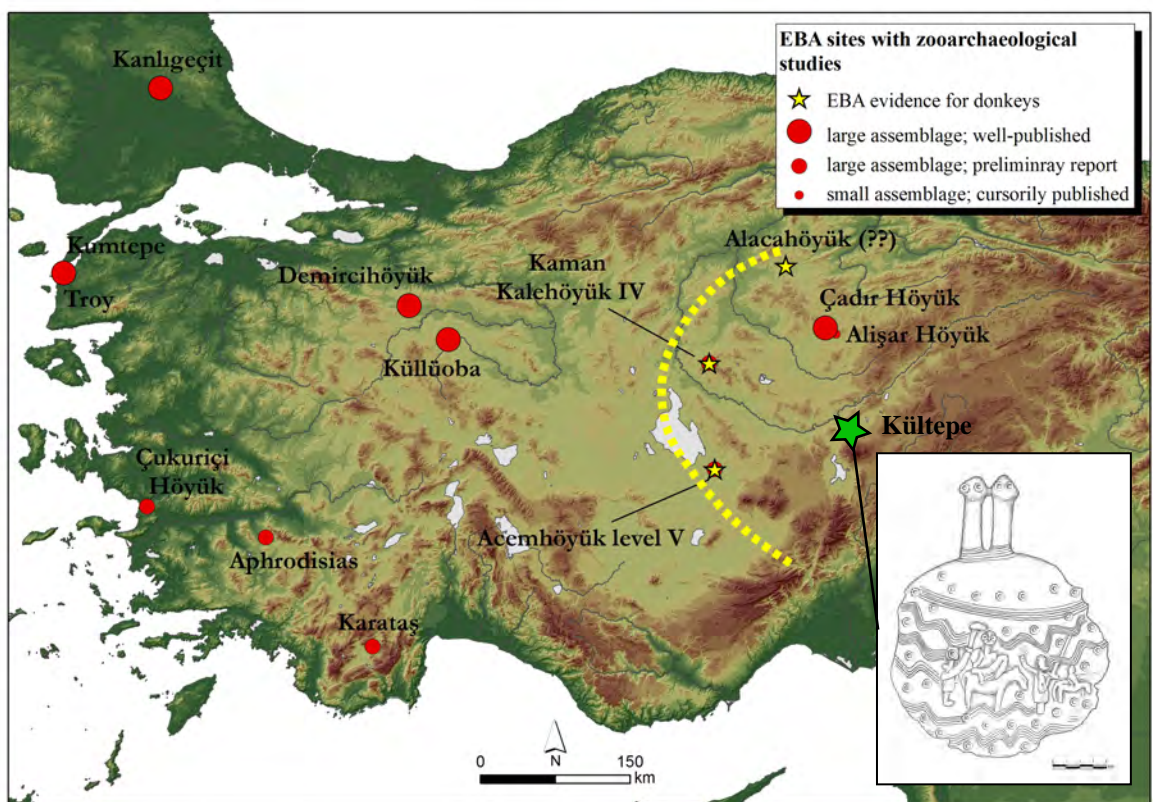 Kanlıgeçit
EBA sites with zooarchaeological
studies
EBA evidence for donkeys
large assemblage; well-published
large assemblage; preliminray report
small assemblage; cursorily published
Kumtepe
Troy
Demircihöyük
Küllüoba
Kaman
Kalehöyük IV
Alacahöyük (??)
Çadır Höyük
Alişar Höyük
Kültepe
Çukuriçi
Höyük
Aphrodisias
Acemhöyük level V
Karataş
N
0 150
km